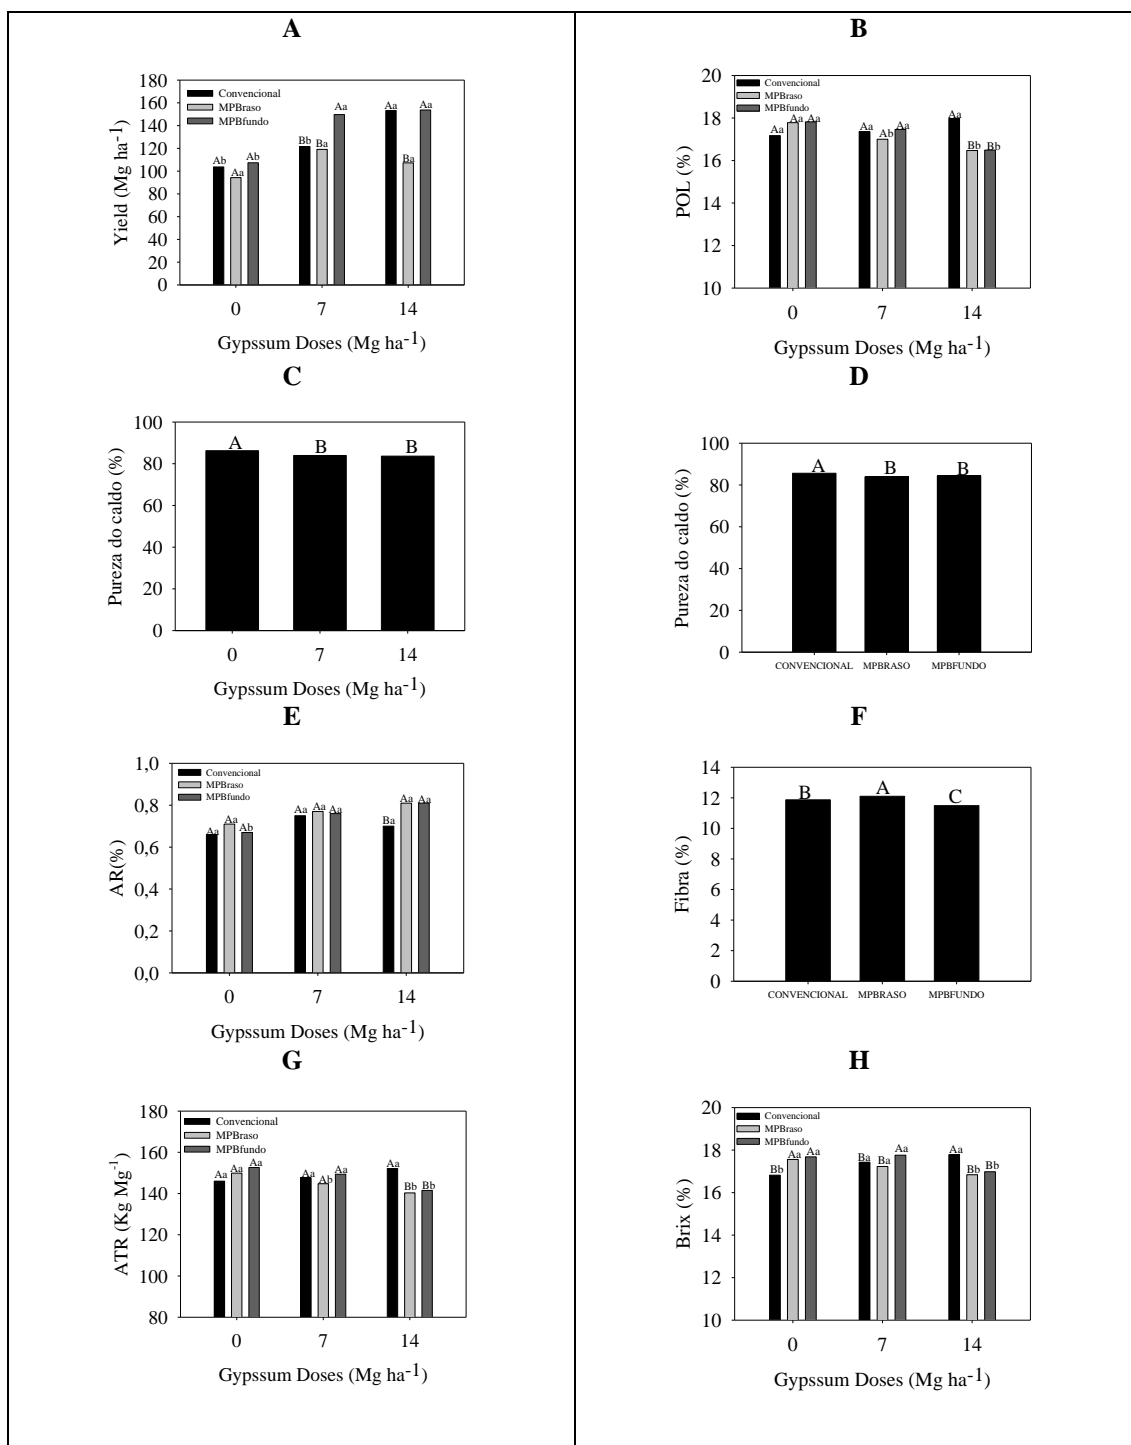 A
180
160
140
120
100
80
60
40
20
0
Yield (Mg ha-1)
Convencional
MPBraso
MPBfundo
Ab
Aa
Ab
Bb
Ba
Aa
Aa
Ba
Aa
0 7 14
Gypssum Doses (Mg ha-1)
B
20
18
16
14
12
10
POL (%)
Convencional
MPBraso
MPBfundo
Aa
Aa
Aa
Aa
Ab
Aa
Aa
Bb
Bb
0 7 14
Gypssum Doses (Mg ha-1)
C
100
80
60
40
20
0
Pureza do caldo (%)
A B B
0 7 14
Gypssum Doses (Mg ha-1)
D
100
80
60
40
20
0
Pureza do caldo (%)
A B B
CONVENCIONAL MPBRASO MPBFUNDO
E
1,0
0,8
0,6
0,4
0,2
0,0
AR(%)
Convencional
MPBraso
MPBfundo
Aa
Aa
Ab
Aa
Aa
Aa
Ba
Aa
Aa
0 7 14
Gypssum Doses (Mg ha-1)
F
14
12
10
8
6
4
2
0
Fibra (%)
B A C
CONVENCIONAL MPBRASO MPBFUNDO
G
180
160
140
120
100
80
ATR (Kg Mg-1)
Convencional
MPBraso
MPBfundo
Aa
Aa
Aa
Aa
Ab
Aa
Aa
Bb
Bb
0 7 14
Gypssum Doses (Mg ha-1)
H
20
18
16
14
12
10
Brix (%)
Convencional
MPBraso
MPBfundo
Bb
Aa
Aa
Ba
Ba
Aa
Aa
Bb
Bb
0 7 14
Gypssum Doses (Mg ha-1)